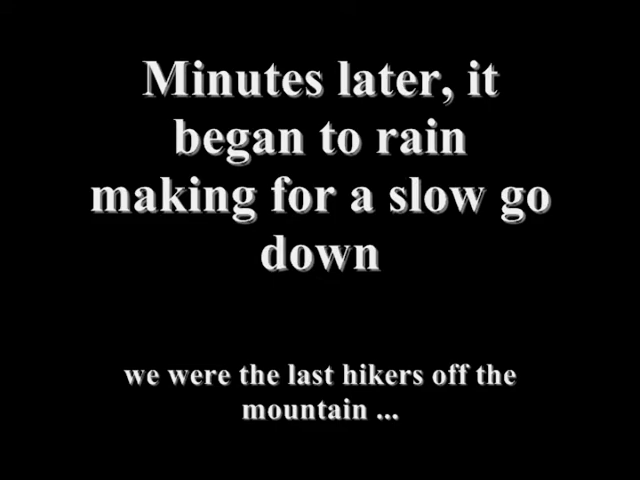 Minutes later, it
began to rain
making for a slow go
down
we were the last hikers off the
mountain ...